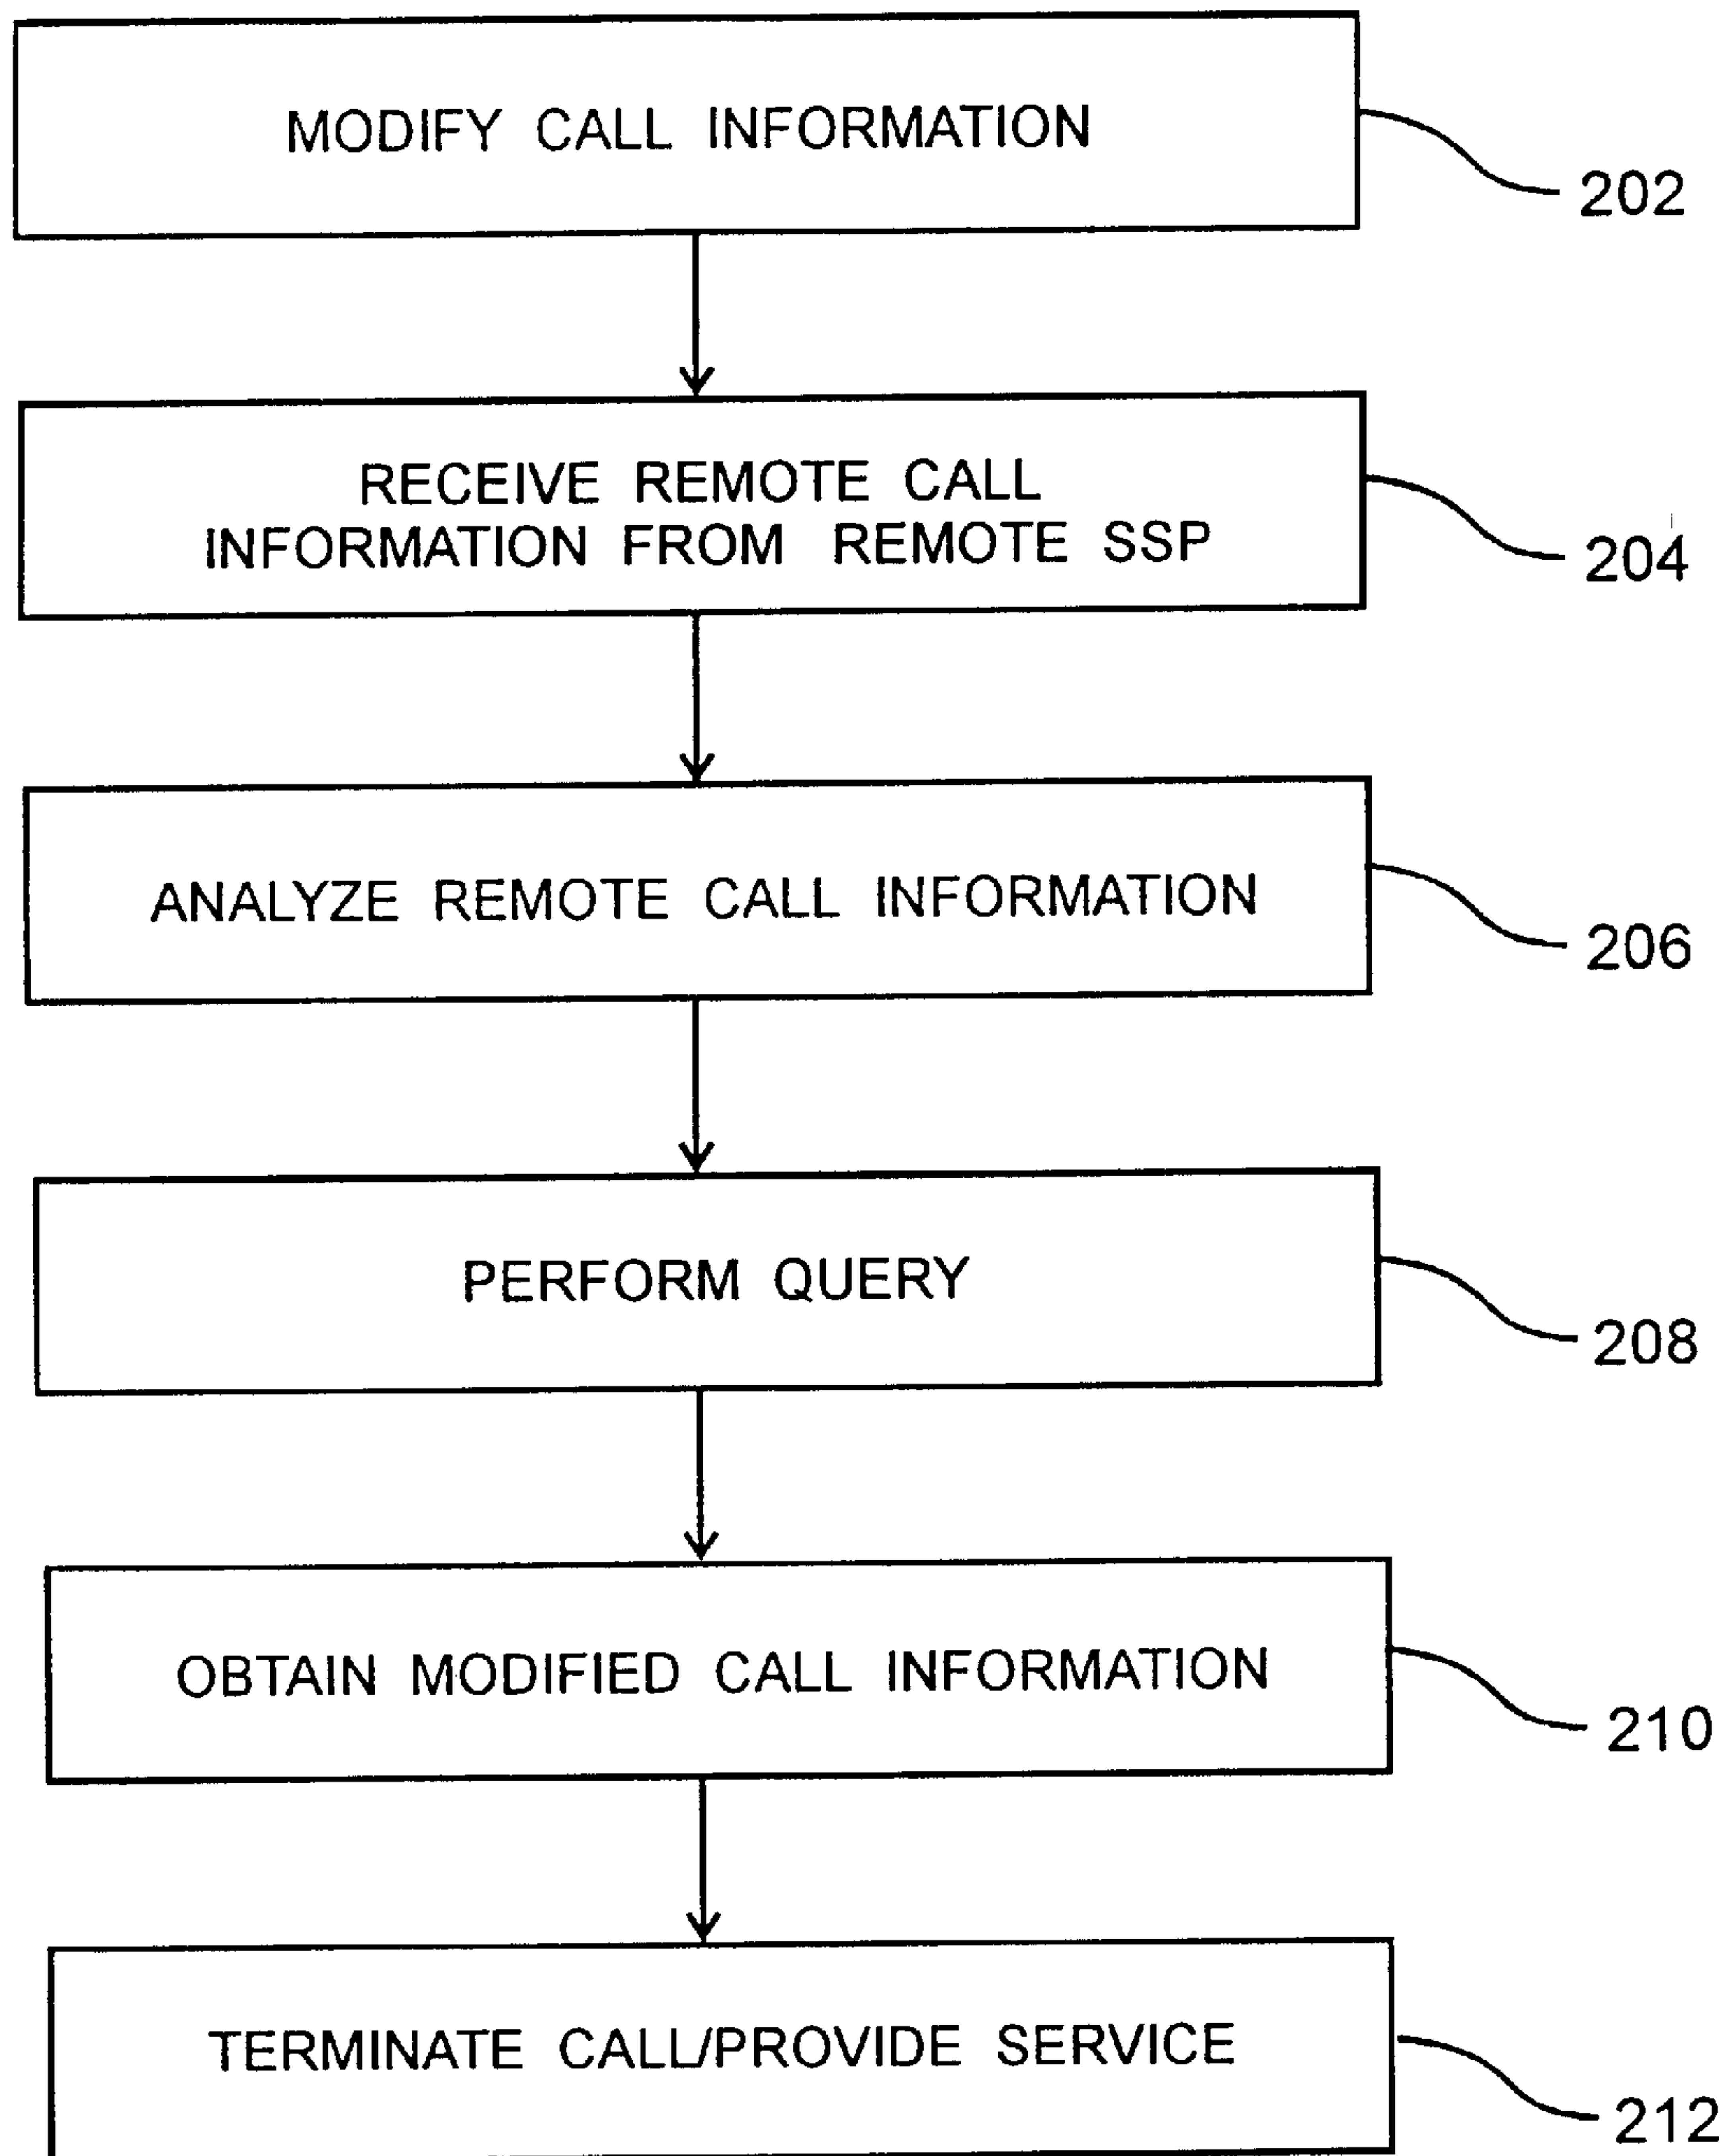 MODIFY CALL INFORMATION
202
RECEIVE REMOTE CALL
INFORMATION FROM REMOTE SSP
204
ANALYZE REMOTE CALL INFORMATION
206
PERFORM QUERY
208
OBTAIN MODIFIED CALL INFORMATION
210
TERMINATE CALL/PROVIDE SERVICE
212